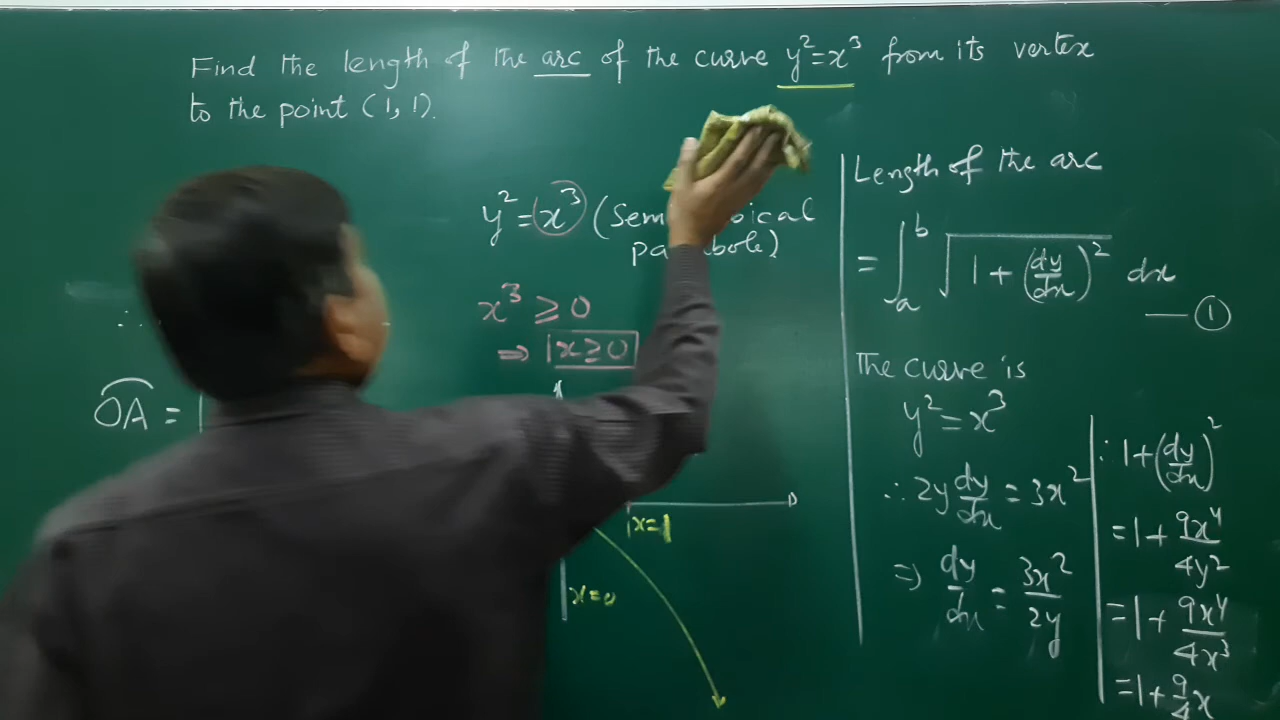 Find the length of the arc of the curve y²=x³ from its vertex
to the point (1, 1).
y²=x³ (Sem
x³ ≥ 0
⇒ x ≥ 0
x=1
x=0
∴
OA =
Length of the arc
= ∫_a^b √(1 + (dy/dx)²) dx
— ①
The curve is
y² = x³
∴ 2y dy/dx = 3x²
⇒ dy/dx = 3x²/2y
∴ 1+(dy/dx)²
= 1 + 9x⁴/4y²
= 1 + 9x⁴/4x³
= 1 + 9/4 x